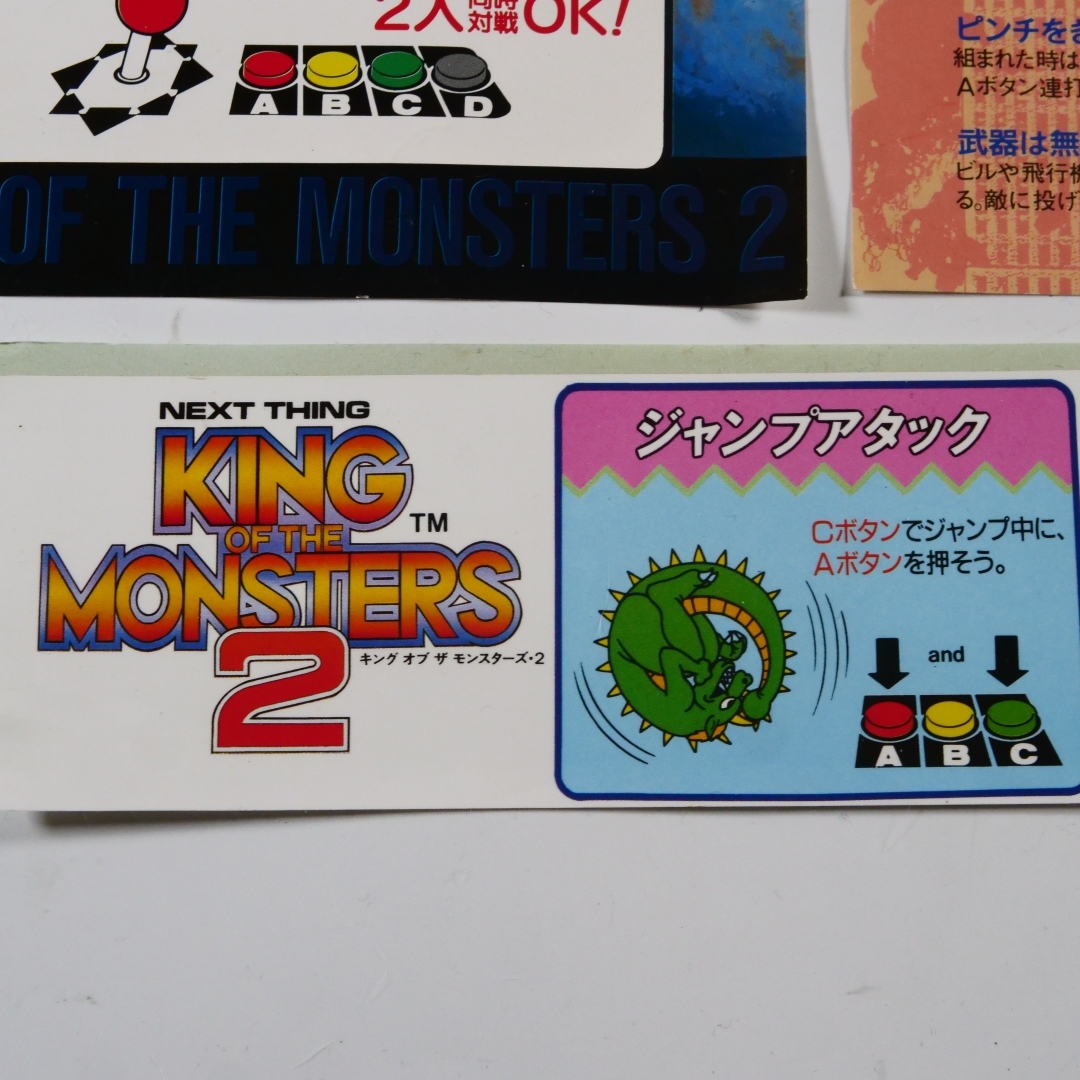 2人同時対戦OK!
A B C D
OF THE MONSTERS 2
ピンチをき
組まれた時は
Aボタン連打
武器は無
ビルや飛行機
る。敵に投げ
NEXT THING
KING
OF THE
MONSTERS
TM
2
キング オブ ザ モンスターズ・2
ジャンプアタック
Cボタンでジャンプ中に、
Aボタンを押そう。
and
A B C